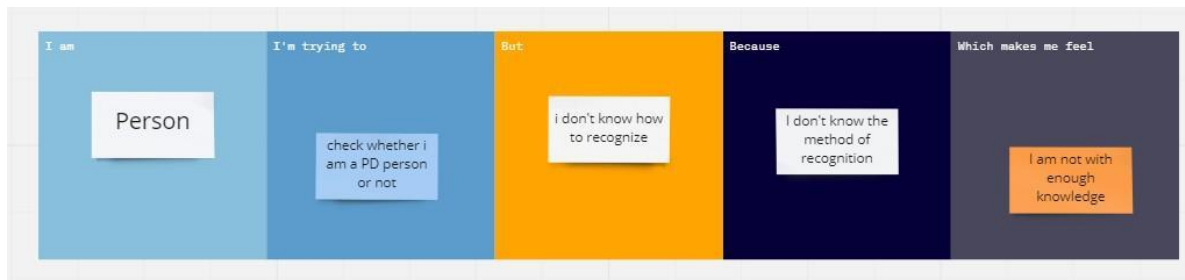 I am
Person
I'm trying to
check whether i
am a PD person
or not
But
i don't know how
to recognize
Because
I don't know the
method of
recognition
Which makes me feel
I am not with
enough
knowledge